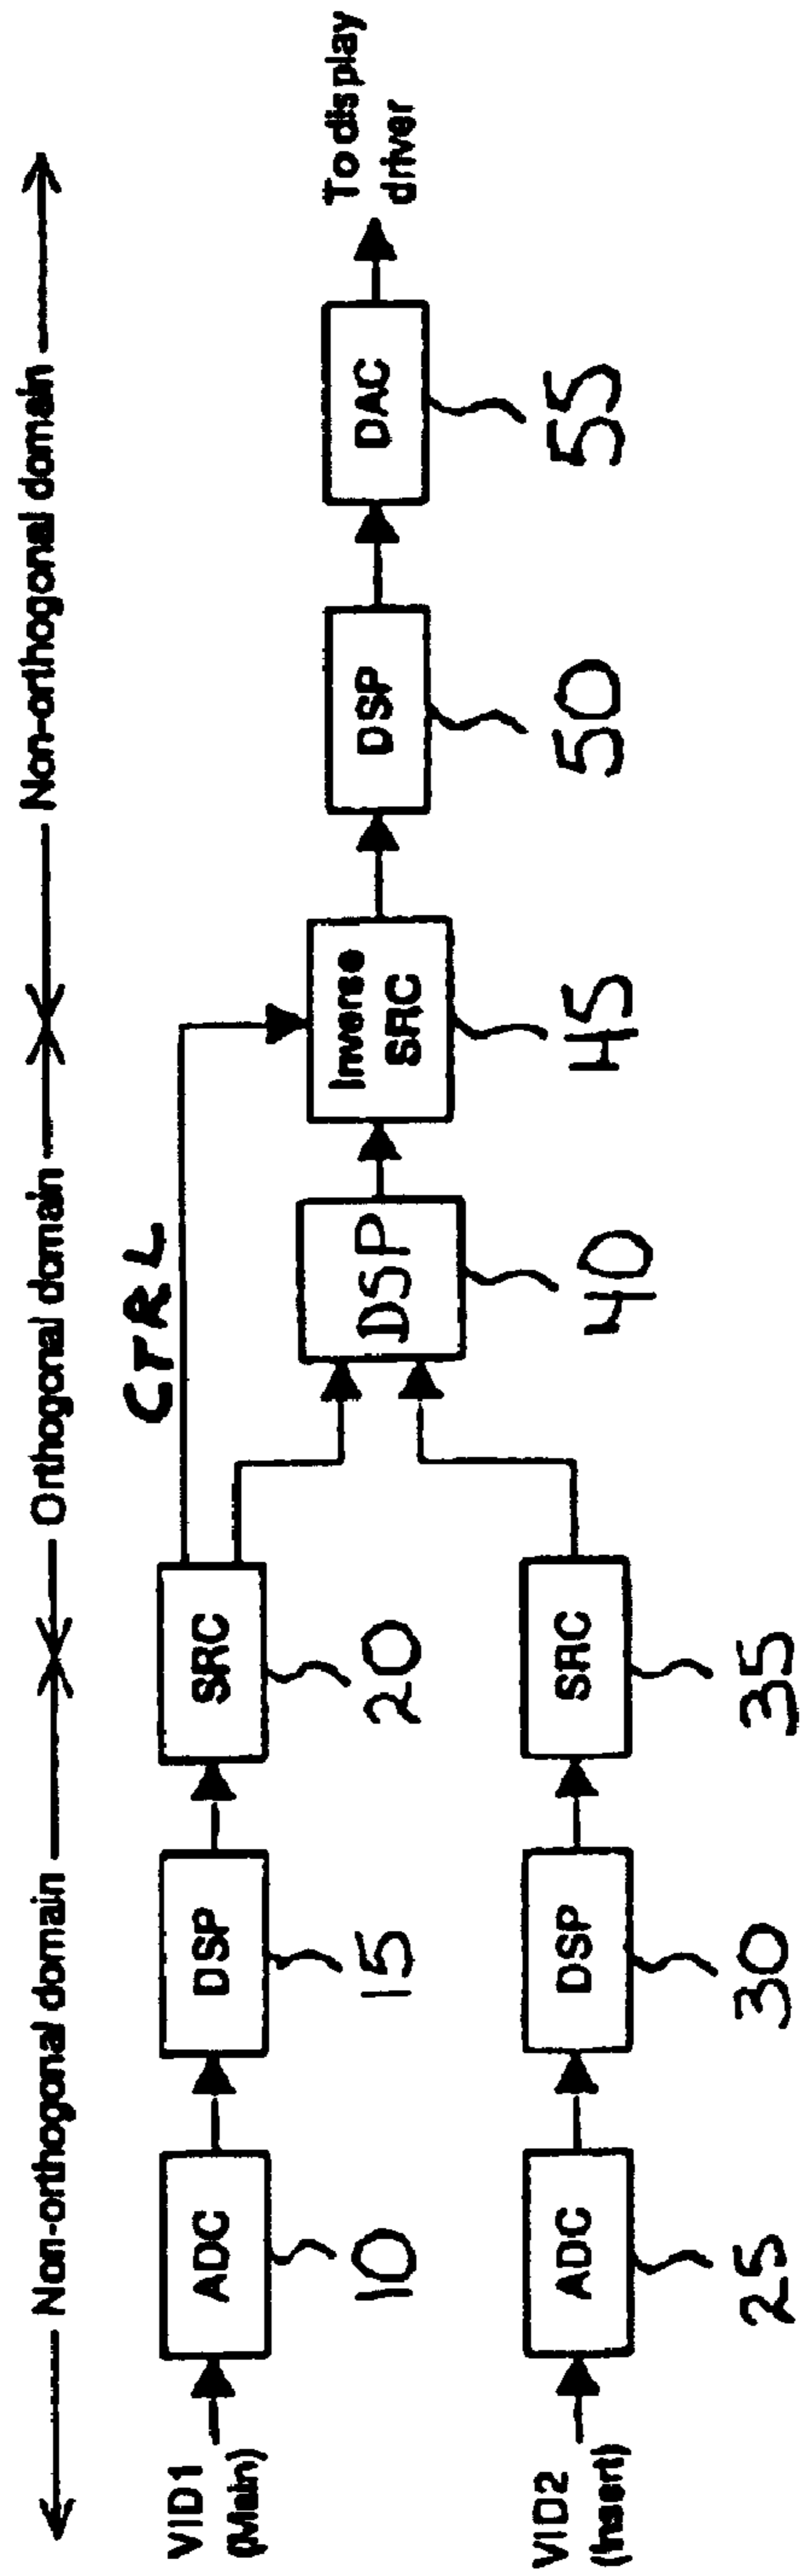 Non-orthogonal domain
Orthogonal domain
Non-orthogonal domain
CTRL
VID1
(Main)
ADC
10
DSP
15
SRC
20
VID2
(Insert)
ADC
25
DSP
30
SRC
35
DSP
40
Inverse
SRC
45
DSP
50
DAC
55
To display
driver